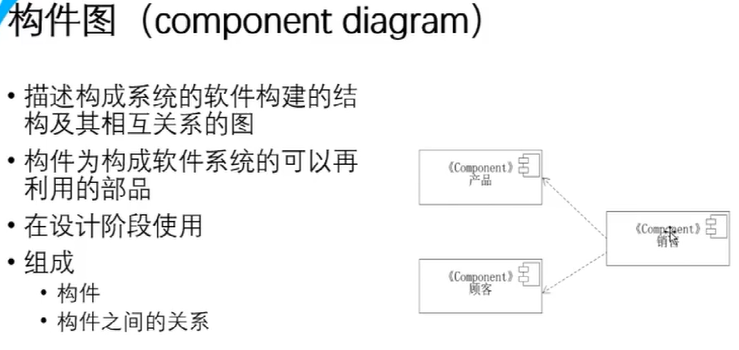 构件图（component diagram）
• 描述构成系统的软件构建的结
构及其相互关系的图
• 构件为构成软件系统的可以再
利用的部品
• 在设计阶段使用
• 组成
• 构件
• 构件之间的关系
《Component》
产品
《Component》
销售
《Component》
顾客